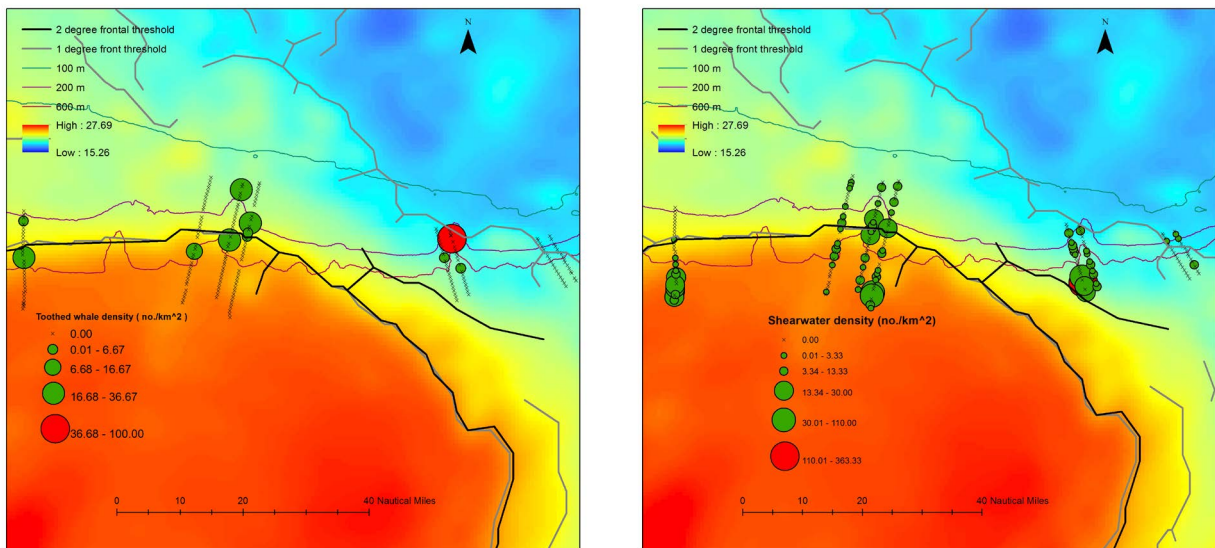 2 degree frontal threshold
1 degree front threshold
100 m
200 m
600 m
High : 27.69
Low : 15.26
N
Toothed whale density ( no./km^2 )
0.00
0.01 - 6.67
6.68 - 16.67
16.68 - 36.67
36.68 - 100.00
0 10 20 40 Nautical Miles
2 degree frontal threshold
1 degree front threshold
100 m
200 m
600 m
High : 27.69
Low : 15.26
N
Shearwater density (no./km^2)
0.00
0.01 - 3.33
3.34 - 13.33
13.34 - 30.00
30.01 - 110.00
110.01 - 363.33
0 10 20 40 Nautical Miles